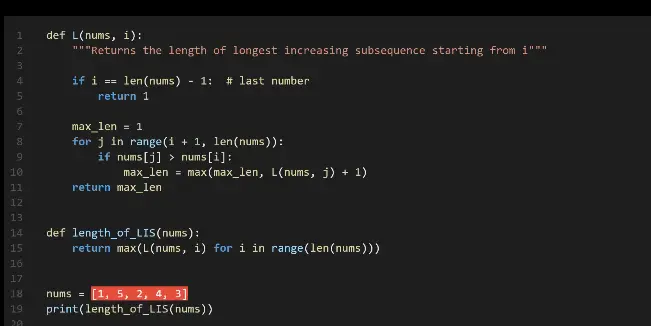 1 def L(nums, i):
2 """Returns the length of longest increasing subsequence starting from i"""
3
4 if i == len(nums) - 1: # last number
5 return 1
6
7 max_len = 1
8 for j in range(i + 1, len(nums)):
9 if nums[j] > nums[i]:
10 max_len = max(max_len, L(nums, j) + 1)
11 return max_len
12
13
14 def length_of_LIS(nums):
15 return max(L(nums, i) for i in range(len(nums)))
16
17
18 nums = [1, 5, 2, 4, 3]
19 print(length_of_LIS(nums))
20